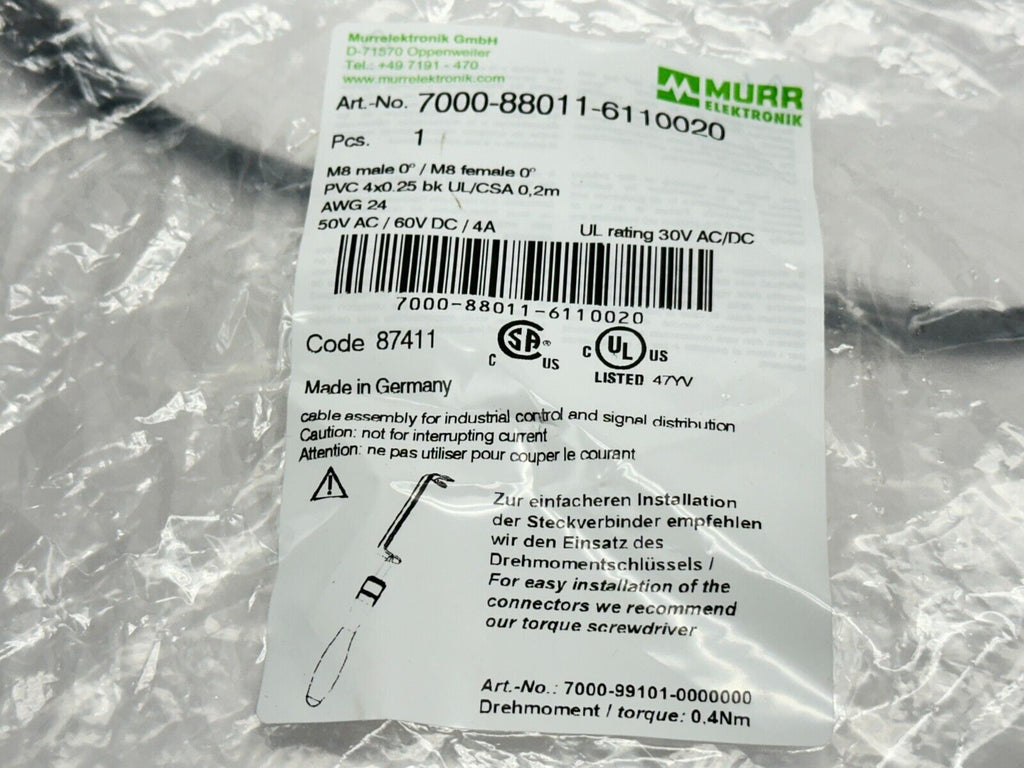 Murrelektronik GmbH
D-71570 Oppenweiler
Tel.: +49 7191 - 470
www.murrelektronik.com
MURR
ELEKTRONIK
Art.-No. 7000-88011-6110020
Pcs. 1
M8 male 0° / M8 female 0°
PVC 4x0.25 bk UL/CSA 0,2m
AWG 24
50V AC / 60V DC / 4A UL rating 30V AC/DC
7000-88011-6110020
Code 87411
C SA® US
C UL US
LISTED 47YV
Made in Germany
cable assembly for industrial control and signal distribution
Caution: not for interrupting current
Attention: ne pas utiliser pour couper le courant
Zur einfacheren Installation
der Steckverbinder empfehlen
wir den Einsatz des
Drehmomentschlüssels /
For easy installation of the
connectors we recommend
our torque screwdriver
Art.-No.: 7000-99101-0000000
Drehmoment / torque: 0,4Nm